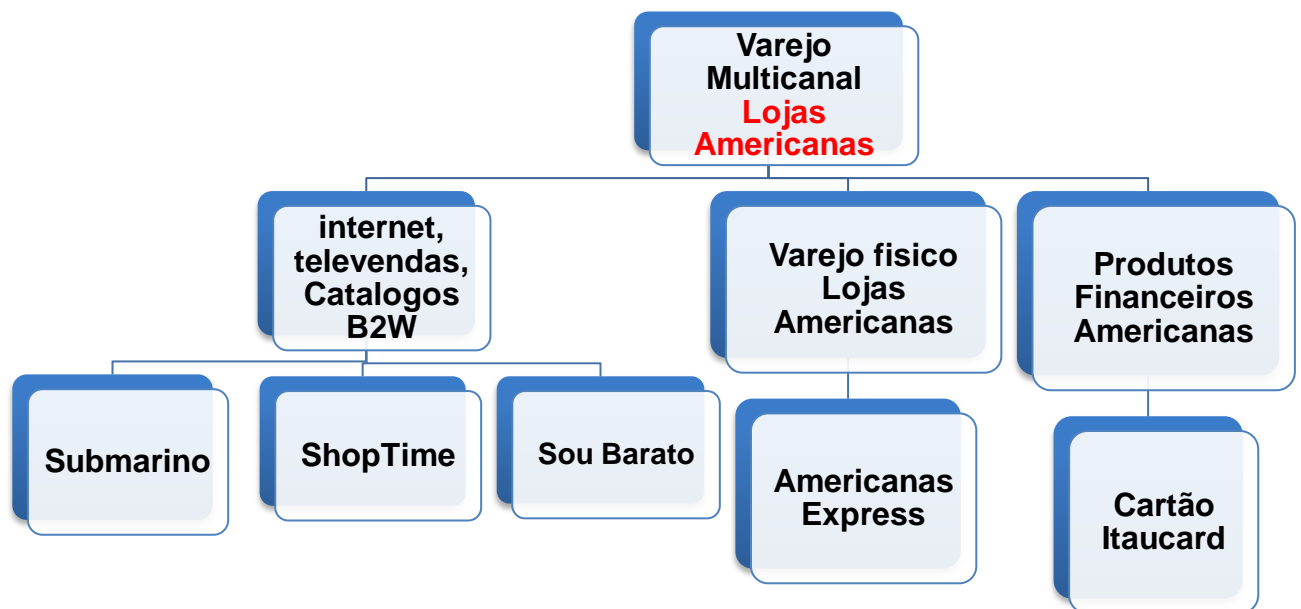 Varejo
Multicanal
Lojas
Americanas
internet,
televendas,
Catalogos
B2W
Varejo fisico
Lojas
Americanas
Produtos
Financeiros
Americanas
Submarino
ShopTime
Sou Barato
Americanas
Express
Cartão
Itaucard